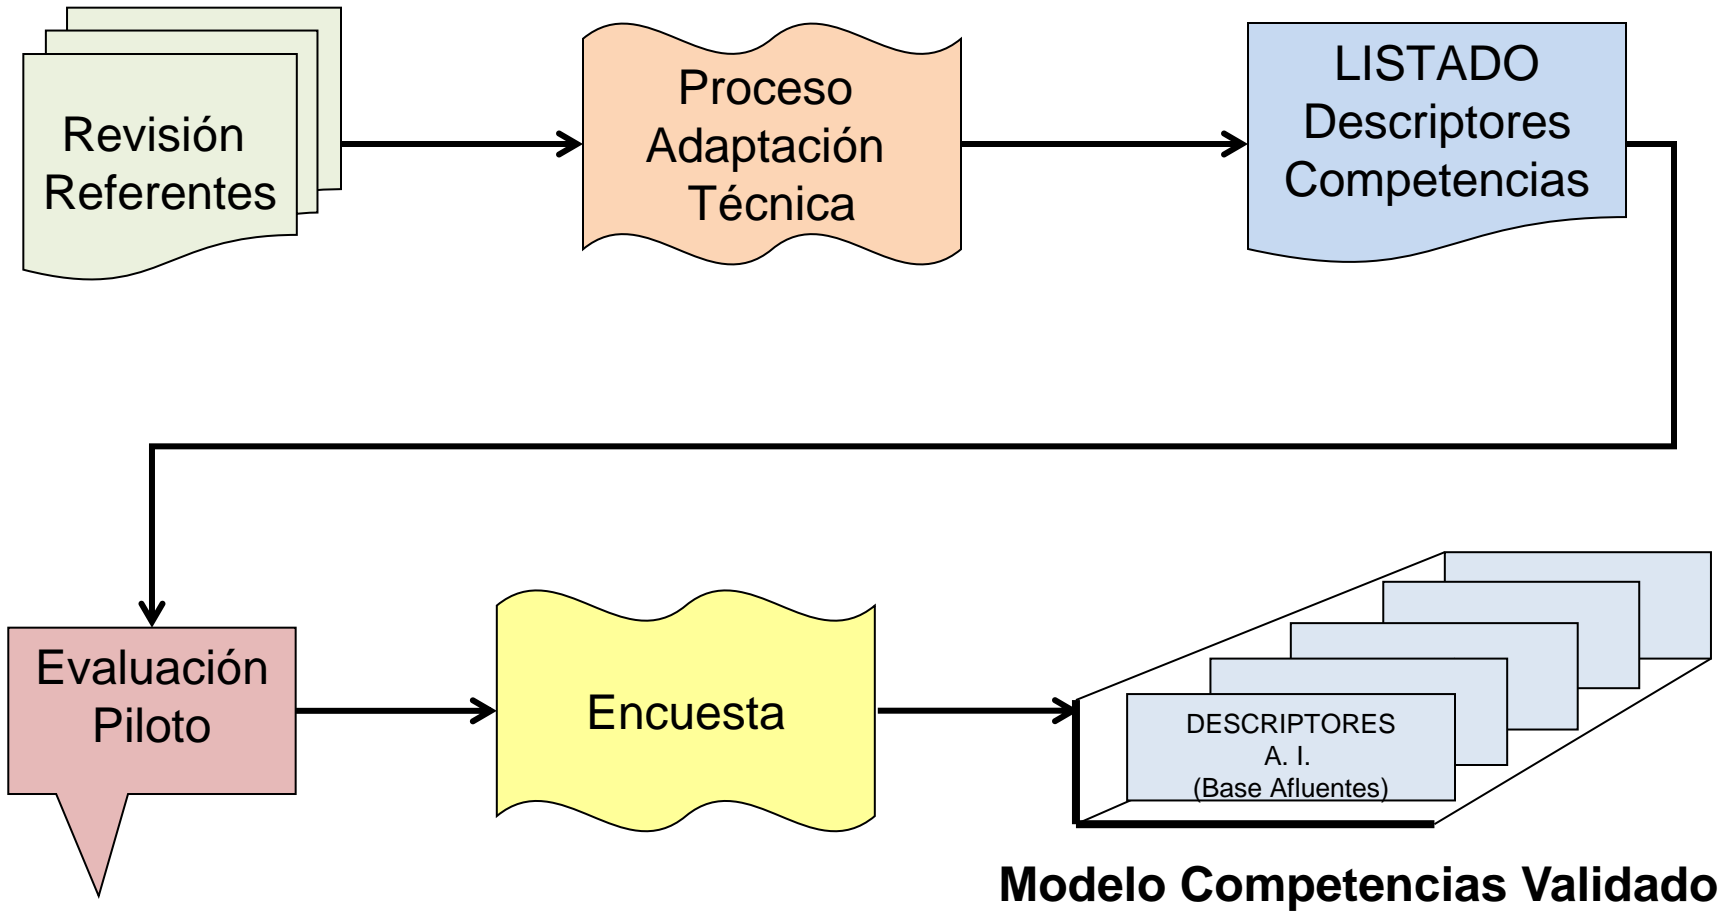 Revisión
Referentes
Proceso
Adaptación
Técnica
LISTADO
Descriptores
Competencias
Evaluación
Piloto
Encuesta
DESCRIPTORES
A. I.
(Base Afluentes)
Modelo Competencias Validado